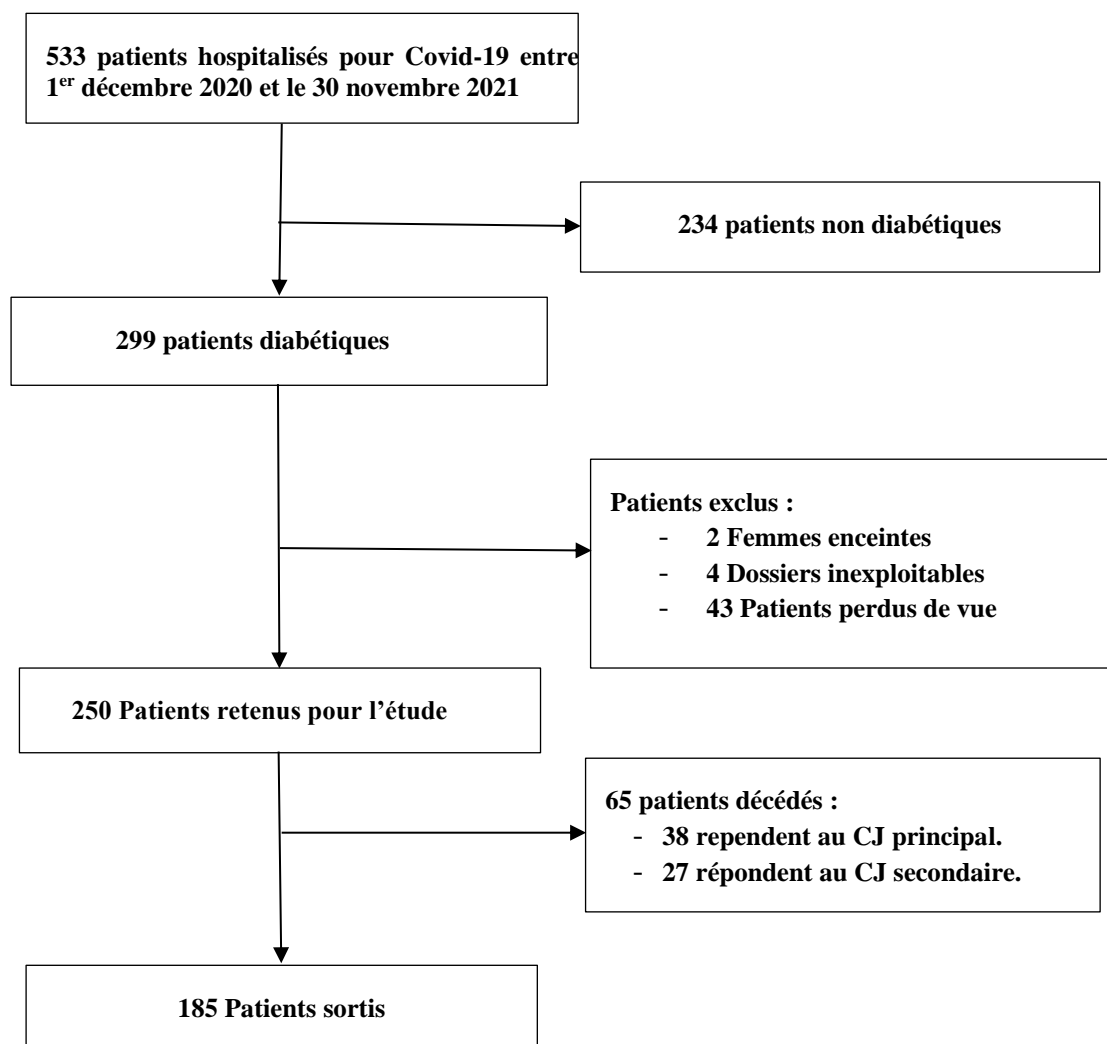 533 patients hospitalisés pour Covid-19 entre
1er décembre 2020 et le 30 novembre 2021
234 patients non diabétiques
299 patients diabétiques
Patients exclus :
- 2 Femmes enceintes
- 4 Dossiers inexploitables
- 43 Patients perdus de vue
250 Patients retenus pour l’étude
65 patients décédés :
- 38 rependent au CJ principal.
- 27 répondent au CJ secondaire.
185 Patients sortis